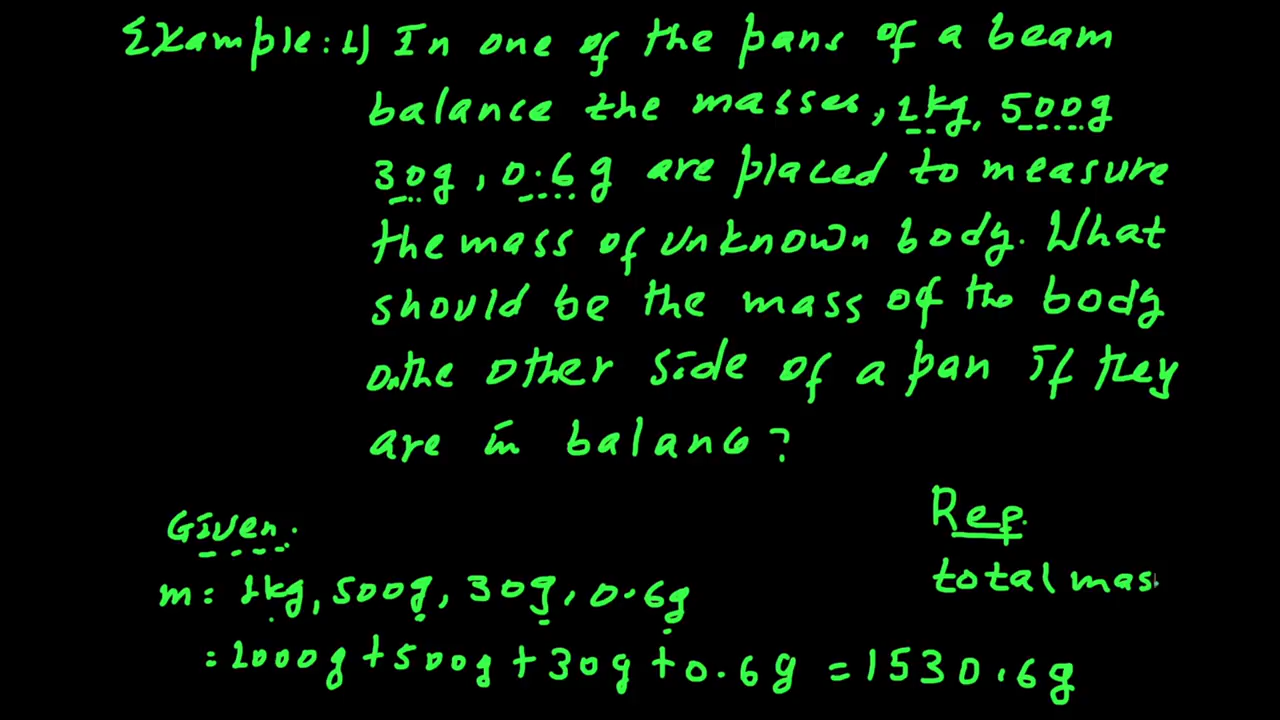 Example: 1) In one of the pans of a beam
balance the masses, 1kg, 500g
30g, 0.6g are placed to measure
the mass of unknown body. What
should be the mass of the body
on the other side of a pan if they
are in balance?
Given:
Req.
m= 1kg, 500g, 30g, 0.6g
total mas
=1000g+500g+30g+0.6g=1530.6g